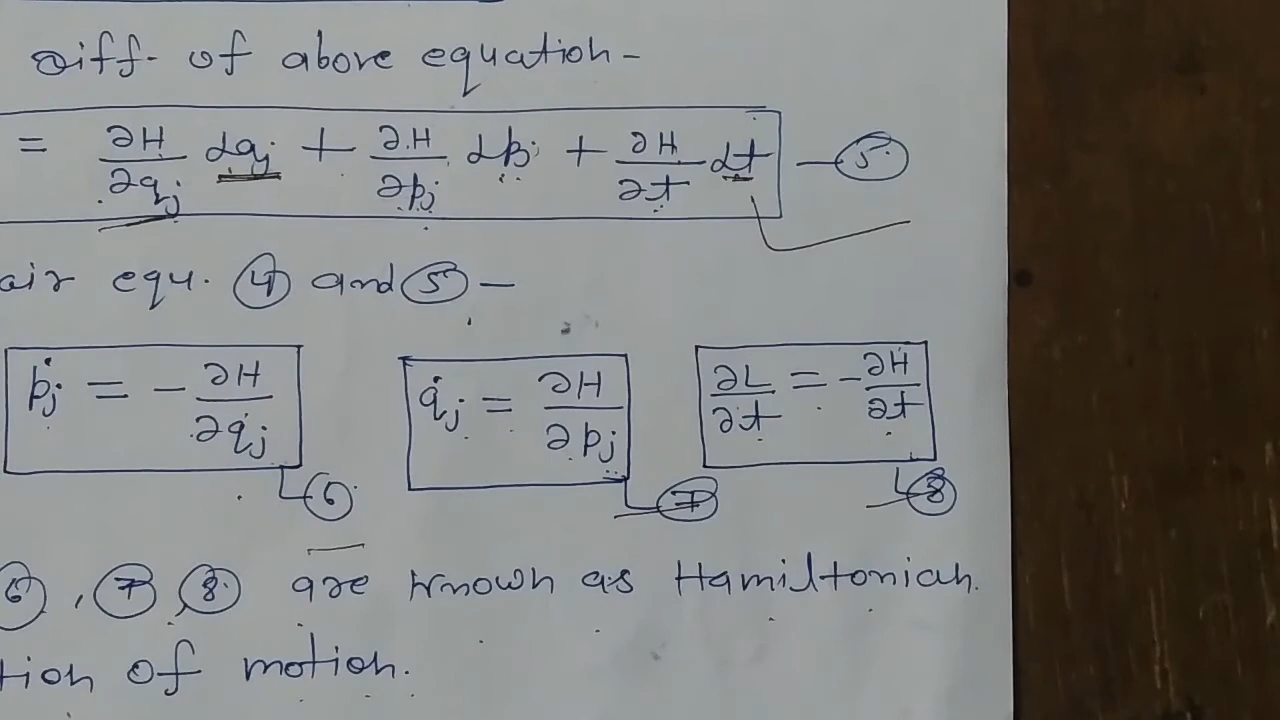 Diff. of above equation-
= ∂H/∂qj dqj + ∂H/∂pj dpj + ∂H/∂t dt — (5)
air equ. (4) and (5) -
ṗj = - ∂H/∂qj (6) q̇j = ∂H/∂pj (7) ∂L/∂t = - ∂H/∂t (8)
(6), (7), (8) are known as Hamiltonian.
tion of motion.